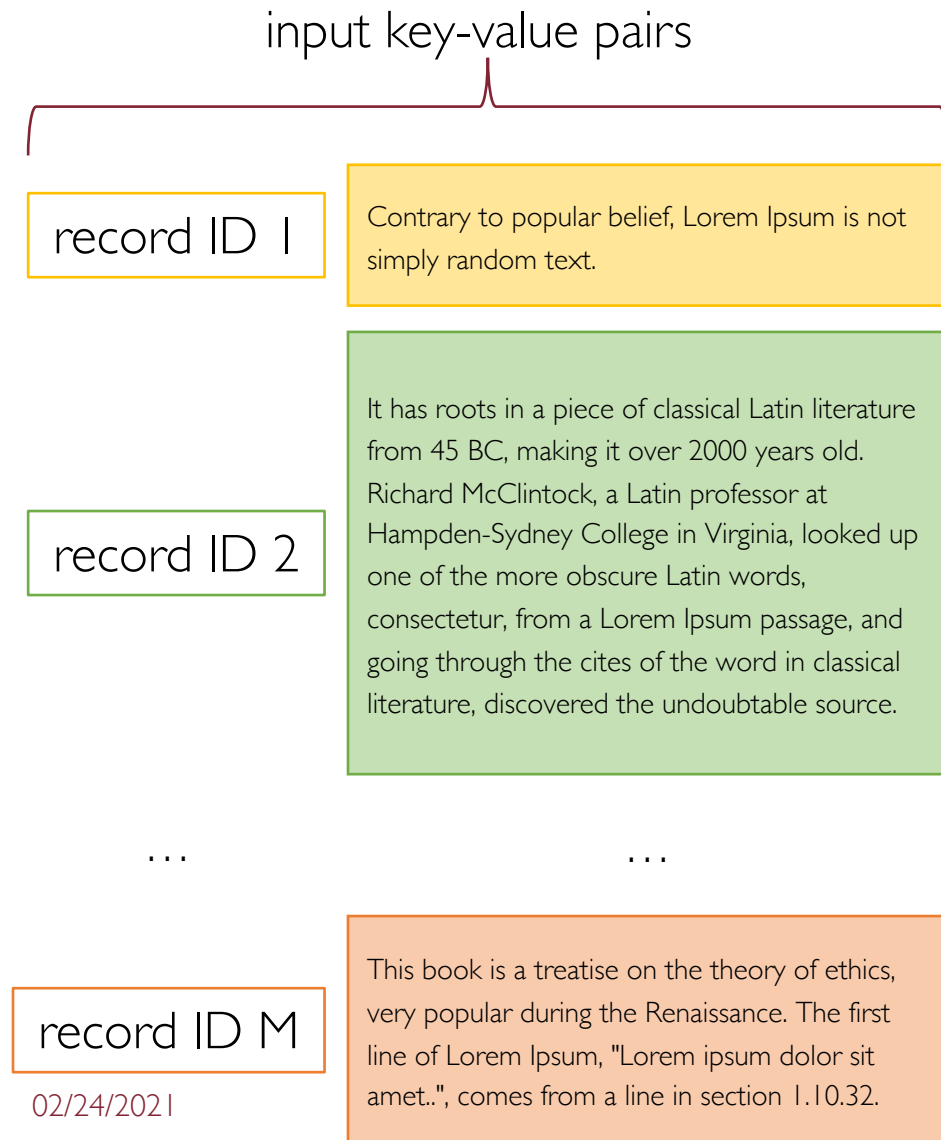 input key-value pairs
record ID 1
Contrary to popular belief, Lorem Ipsum is not
simply random text.
record ID 2
It has roots in a piece of classical Latin literature
from 45 BC, making it over 2000 years old.
Richard McClintock, a Latin professor at
Hampden-Sydney College in Virginia, looked up
one of the more obscure Latin words,
consectetur, from a Lorem Ipsum passage, and
going through the cites of the word in classical
literature, discovered the undoubtable source.
... ...
record ID M
This book is a treatise on the theory of ethics,
very popular during the Renaissance. The first
line of Lorem Ipsum, "Lorem ipsum dolor sit
amet..", comes from a line in section 1.10.32.
02/24/2021